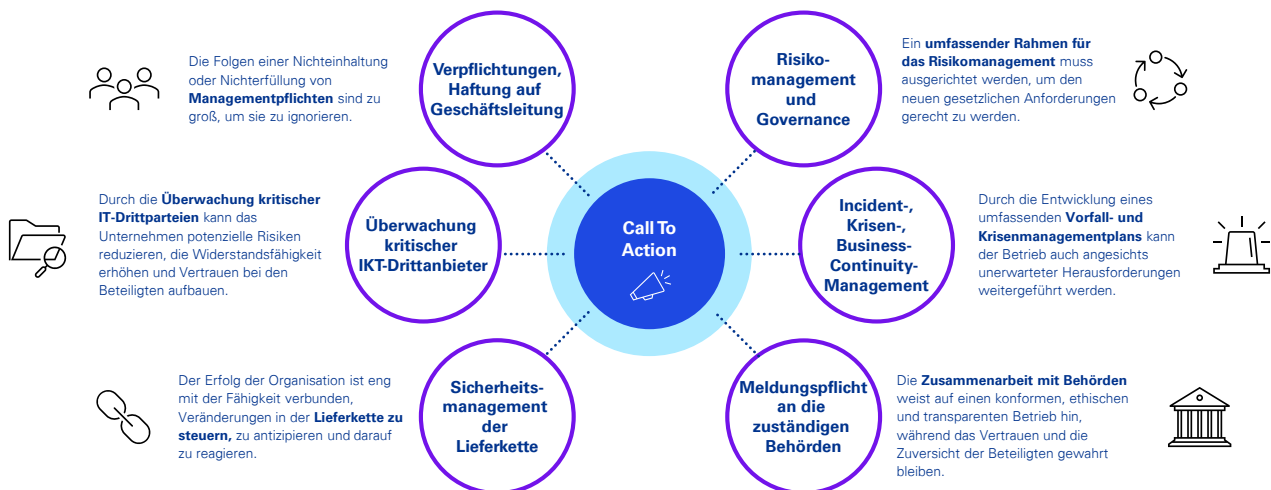 Die Folgen einer Nichteinhaltung
oder Nichterfüllung von
Managementpflichten sind zu
groß, um sie zu ignorieren.
Verpflichtungen,
Haftung auf
Geschäftsleitung
Risiko-
management
und
Governance
Ein umfassender Rahmen für
das Risikomanagement muss
ausgerichtet werden, um den
neuen gesetzlichen Anforderungen
gerecht zu werden.
Durch die Überwachung kritischer
IT-Drittparteien kann das
Unternehmen potenzielle Risiken
reduzieren, die Widerstandsfähigkeit
erhöhen und Vertrauen bei den
Beteiligten aufbauen.
Überwachung
kritischer
IKT-Drittanbieter
Call To
Action
Incident-,
Krisen-,
Business-
Continuity-
Management
Durch die Entwicklung eines
umfassenden Vorfall- und
Krisenmanagementplans kann
der Betrieb auch angesichts
unerwarteter Herausforderungen
weitergeführt werden.
Der Erfolg der Organisation ist eng
mit der Fähigkeit verbunden,
Veränderungen in der Lieferkette zu
steuern, zu antizipieren und darauf
zu reagieren.
Sicherheits-
management
der
Lieferkette
Meldungspflicht
an die
zuständigen
Behörden
Die Zusammenarbeit mit Behörden
weist auf einen konformen, ethischen
und transparenten Betrieb hin,
während das Vertrauen und die
Zuversicht der Beteiligten gewahrt
bleiben.